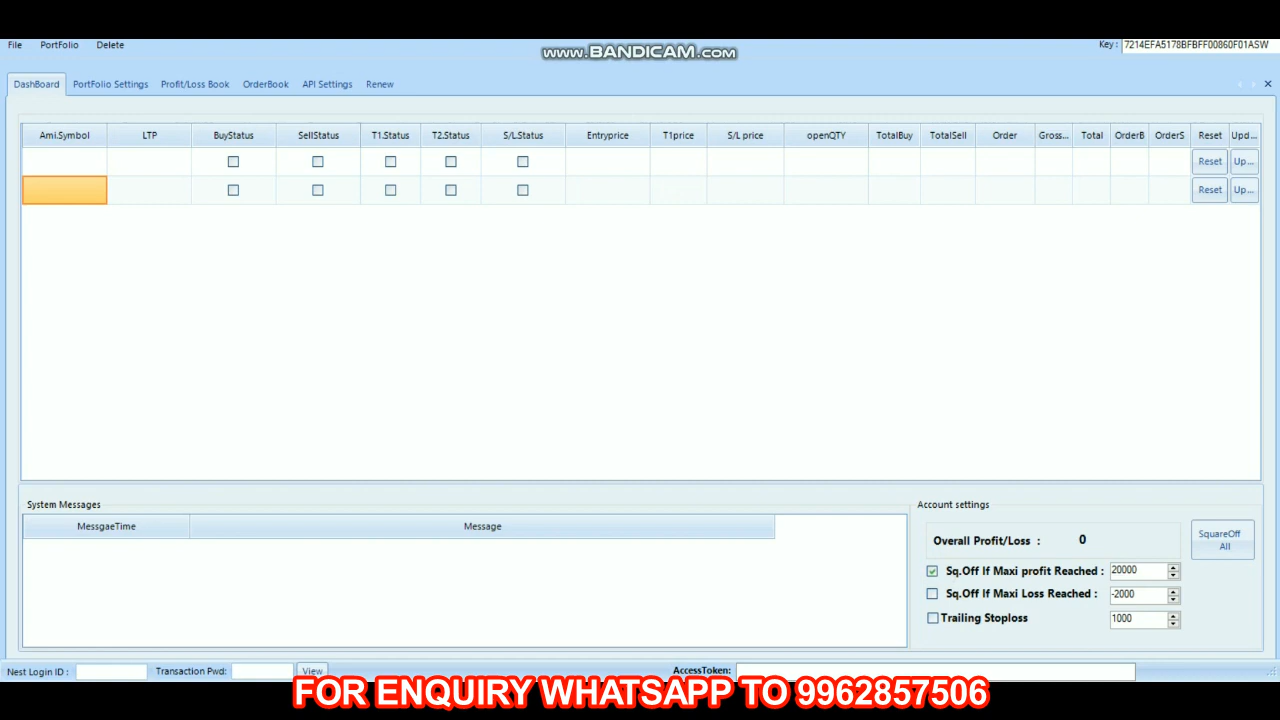 File PortFolio Delete
www.BANDICAM.com
Key : 7214EFA5178BFBFF00860F01ASW
DashBoard PortFolio Settings Profit/Loss Book OrderBook API Settings Renew
Ami.Symbol LTP BuyStatus SellStatus T1.Status T2.Status S/L.Status Entryprice T1price S/L price openQTY TotalBuy TotalSell Order Gross... Total OrderB OrderS Reset Upd...
Reset Up...
Reset Up...
System Messages
MessgaeTime Message
Account settings
Overall Profit/Loss : 0
SquareOff All
Sq.Off If Maxi profit Reached : 20000
Sq.Off If Maxi Loss Reached : -2000
Trailing Stoploss 1000
Nest Login ID : Transaction Pwd: View AccessToken:
FOR ENQUIRY WHATSAPP TO 9962857506